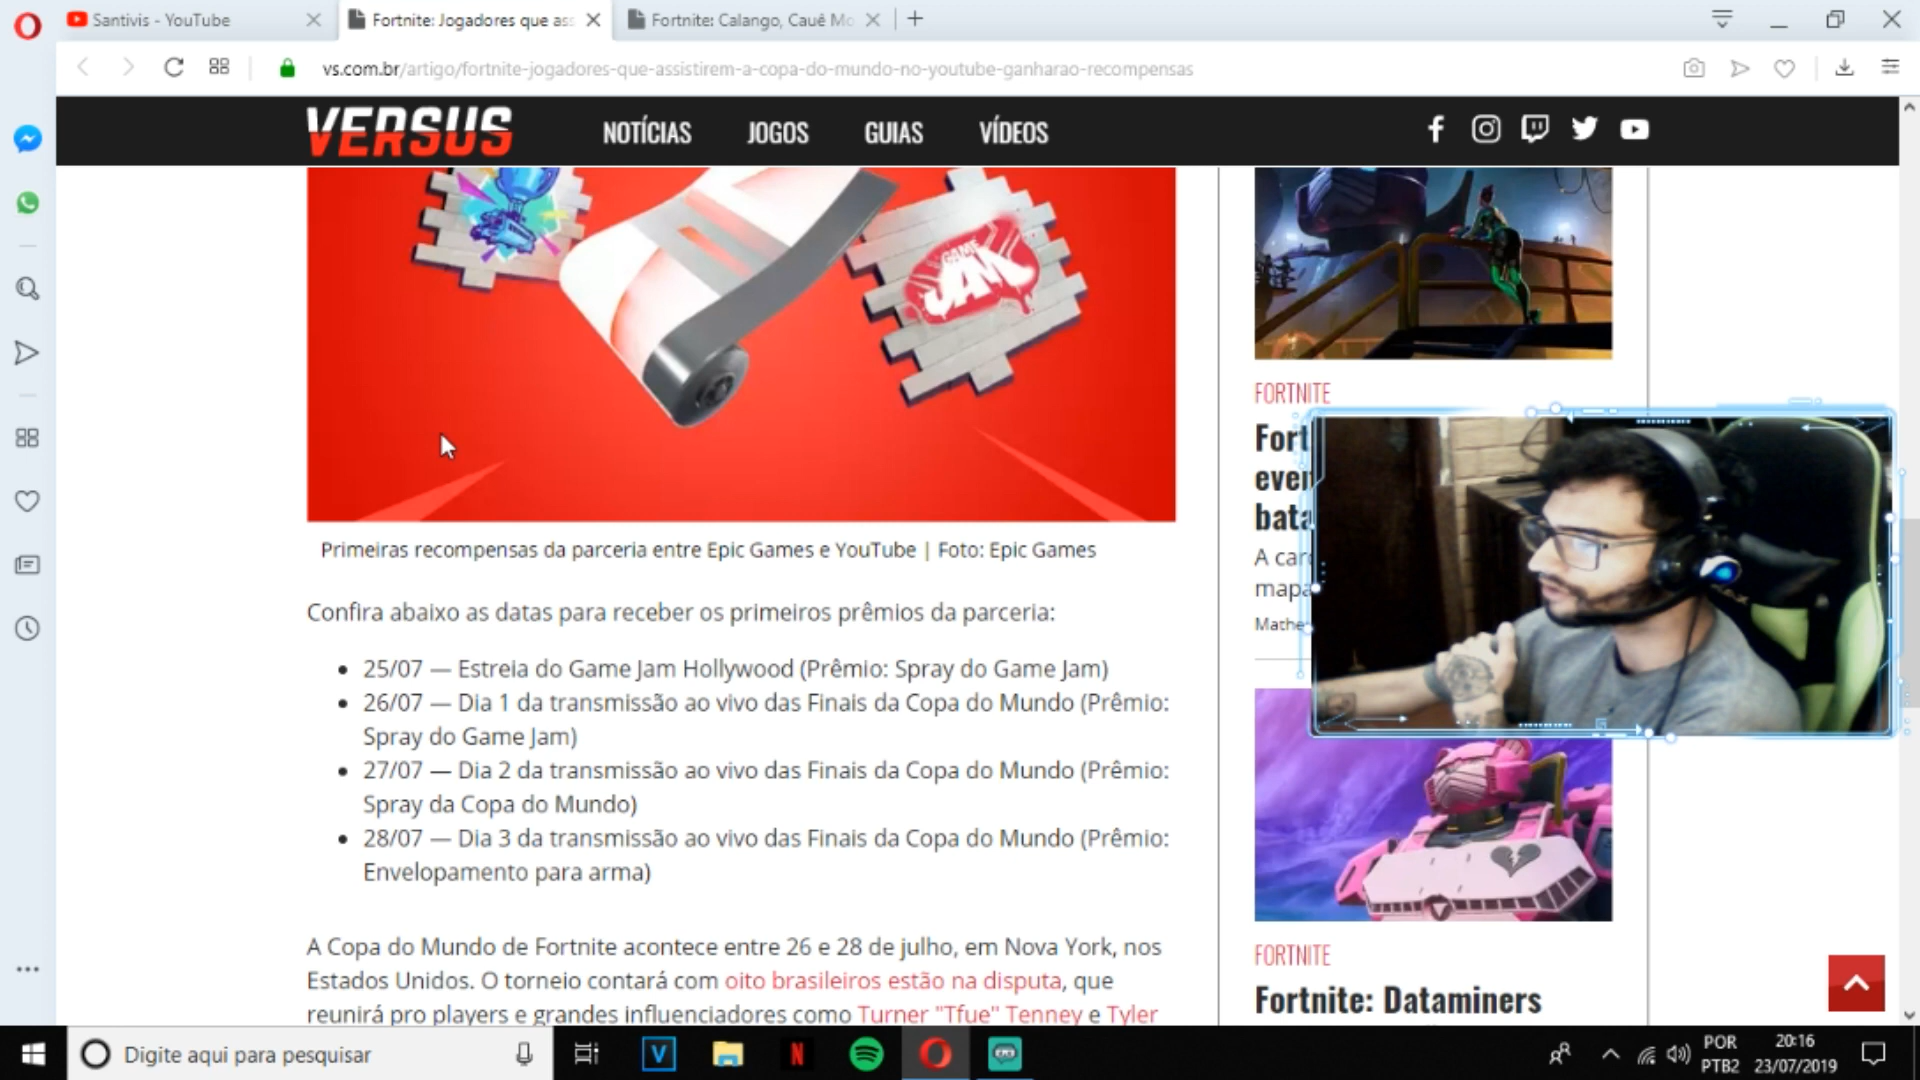 Santivis - YouTube
Fortnite: Jogadores que ass
Fortnite: Calango, Cauê Mo
vs.com.br/artigo/fortnite-jogadores-que-assistirem-a-copa-do-mundo-no-youtube-ganharao-recompensas
VERSUS
NOTÍCIAS
JOGOS
GUIAS
VÍDEOS
GAME
JAM
Primeiras recompensas da parceria entre Epic Games e YouTube | Foto: Epic Games
Confira abaixo as datas para receber os primeiros prêmios da parceria:
• 25/07 — Estreia do Game Jam Hollywood (Prêmio: Spray do Game Jam)
• 26/07 — Dia 1 da transmissão ao vivo das Finais da Copa do Mundo (Prêmio:
Spray do Game Jam)
• 27/07 — Dia 2 da transmissão ao vivo das Finais da Copa do Mundo (Prêmio:
Spray da Copa do Mundo)
• 28/07 — Dia 3 da transmissão ao vivo das Finais da Copa do Mundo (Prêmio:
Envelopamento para arma)
A Copa do Mundo de Fortnite acontece entre 26 e 28 de julho, em Nova York, nos
Estados Unidos. O torneio contará com oito brasileiros estão na disputa, que
reunirá pro players e grandes influenciadores como Turner "Tfue" Tenney e Tyler
FORTNITE
Fort
even
bata
A car
mapa
Mathe
FORTNITE
Fortnite: Dataminers
Digite aqui para pesquisar
V
N
POR
PTB2
20:16
23/07/2019